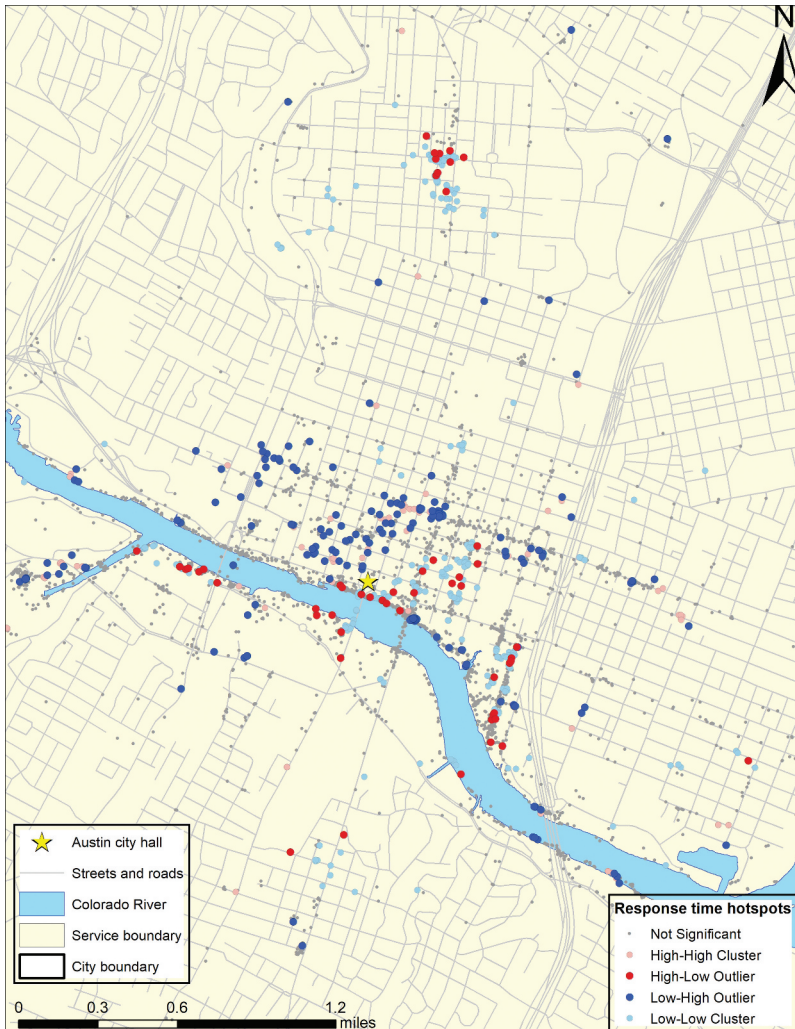 N
Austin city hall
Streets and roads
Colorado River
Service boundary
City boundary
Response time hotspots
Not Significant
High-High Cluster
High-Low Outlier
Low-High Outlier
Low-Low Cluster
0 0.3 0.6 1.2
miles